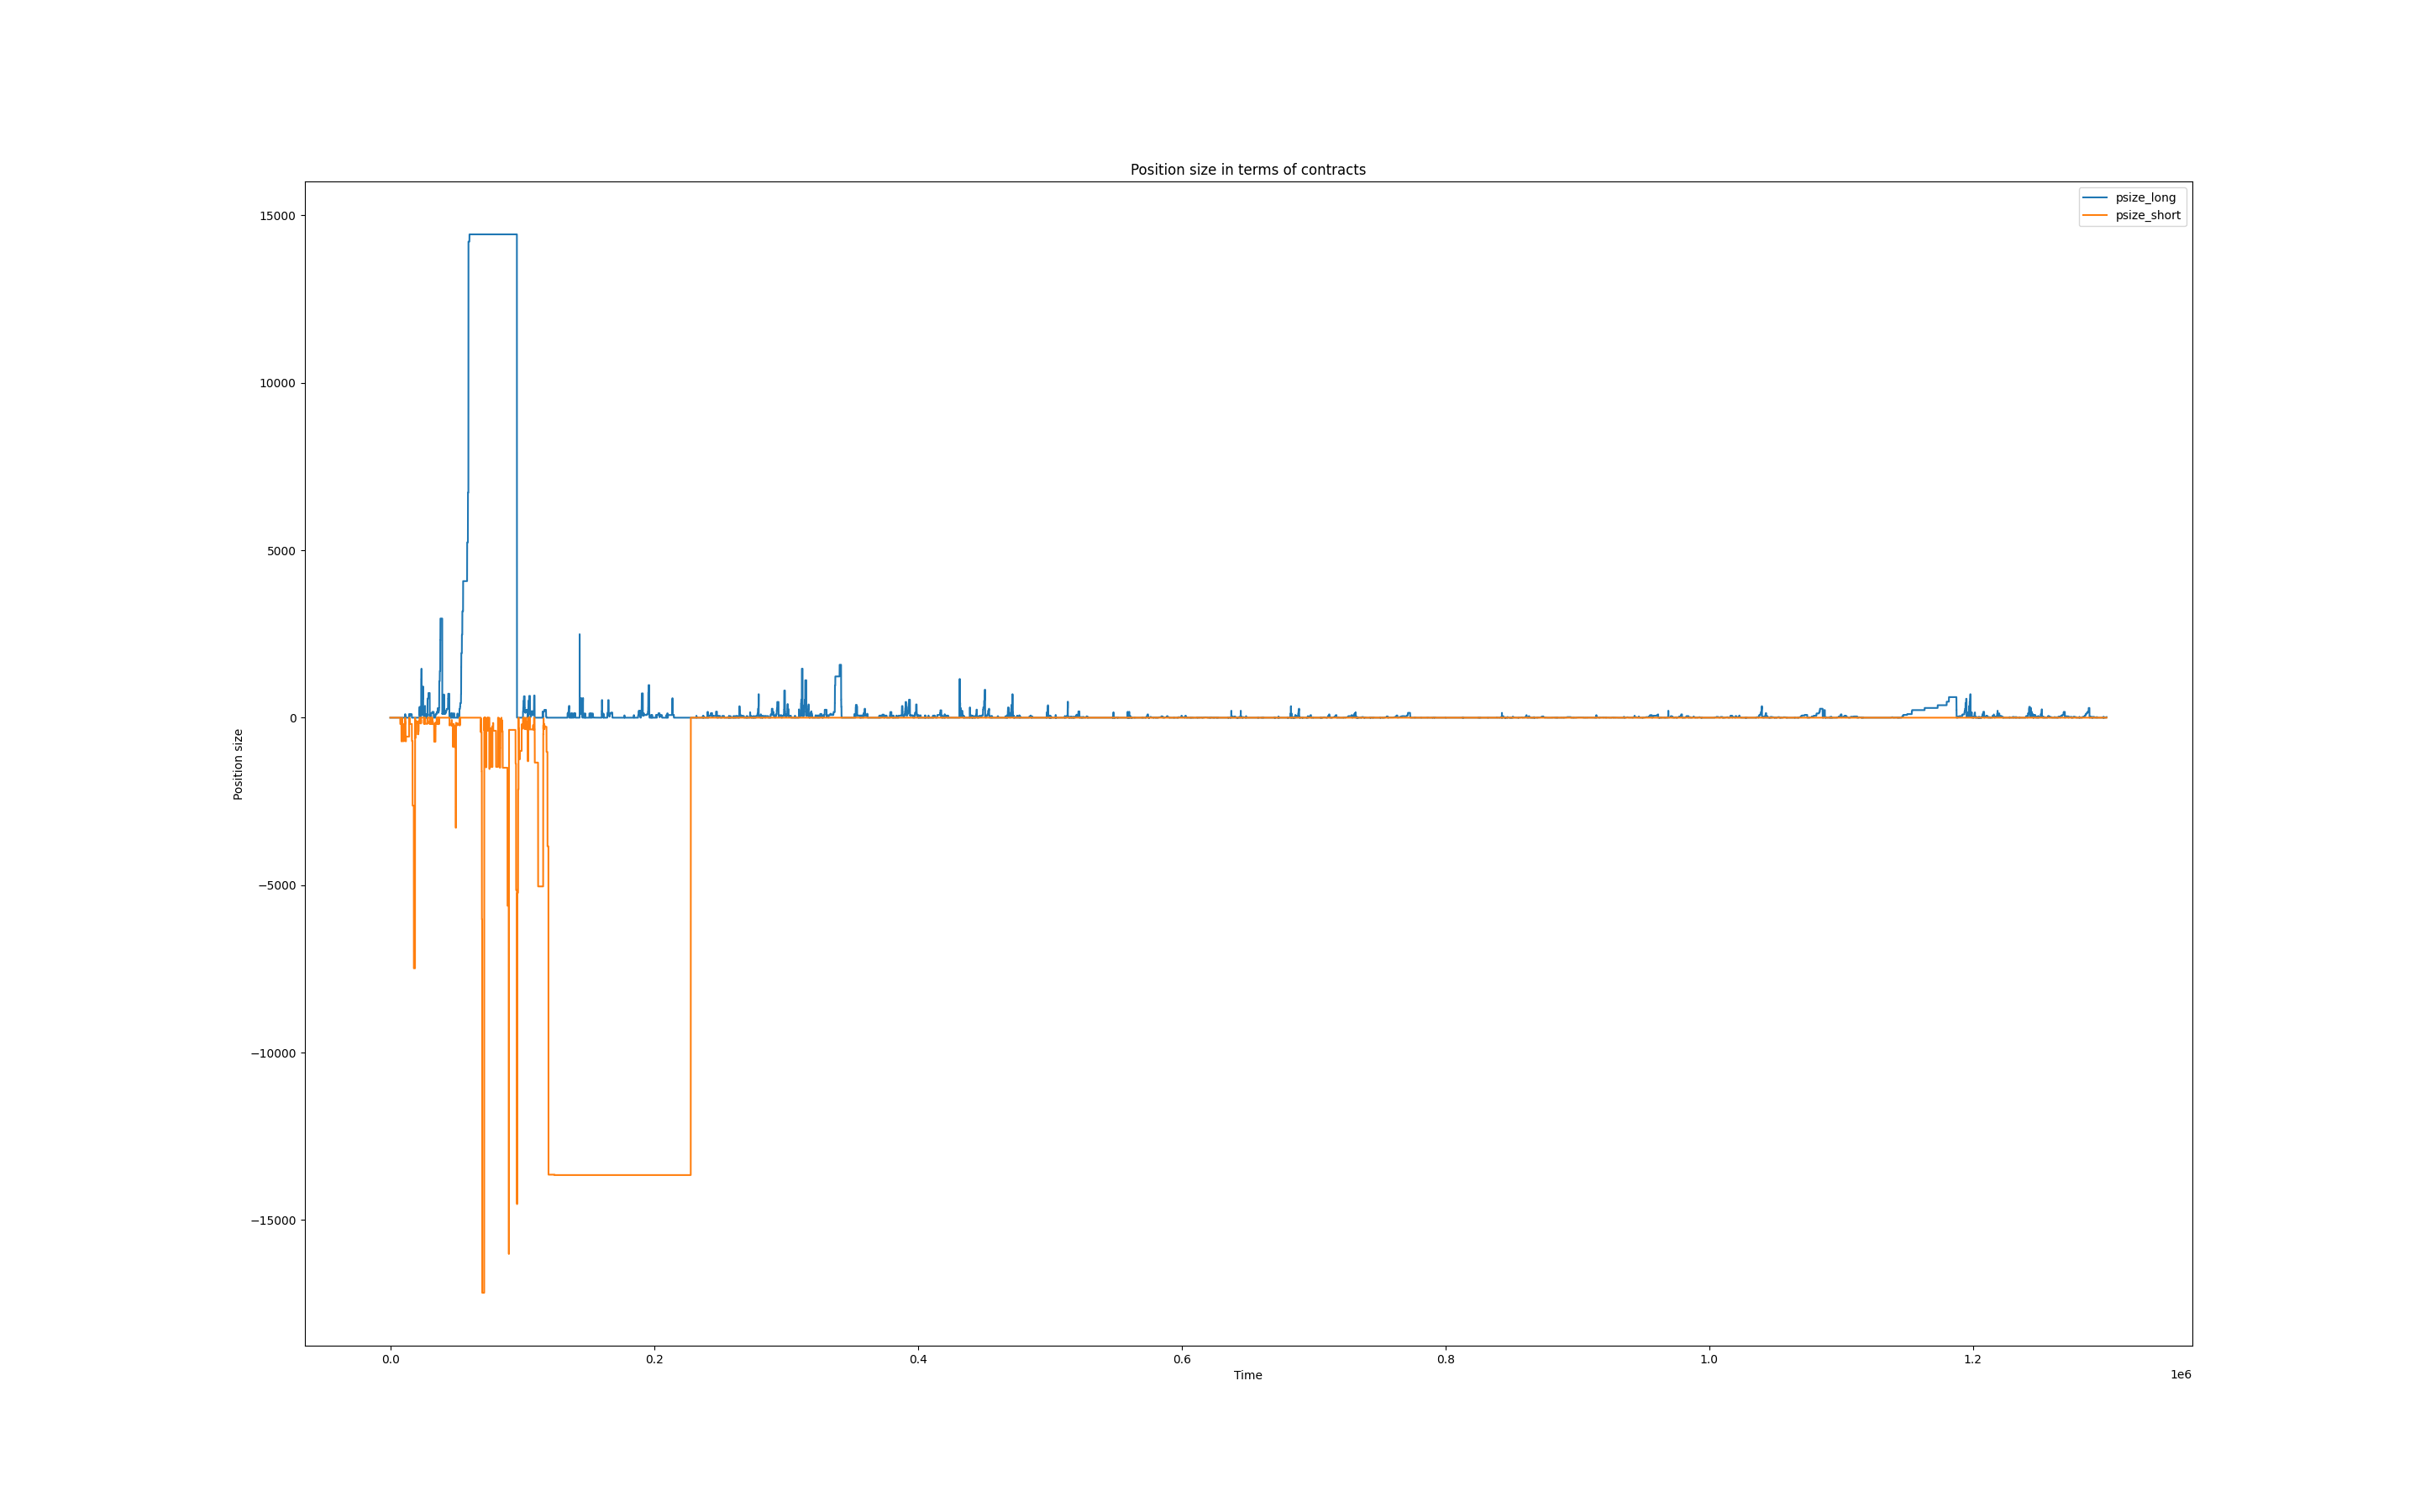 Position size in terms of contracts
psize_long
psize_short
Position size
15000
10000
5000
0
−5000
−10000
−15000
0.0 0.2 0.4 0.6 0.8 1.0 1.2
Time
1e6